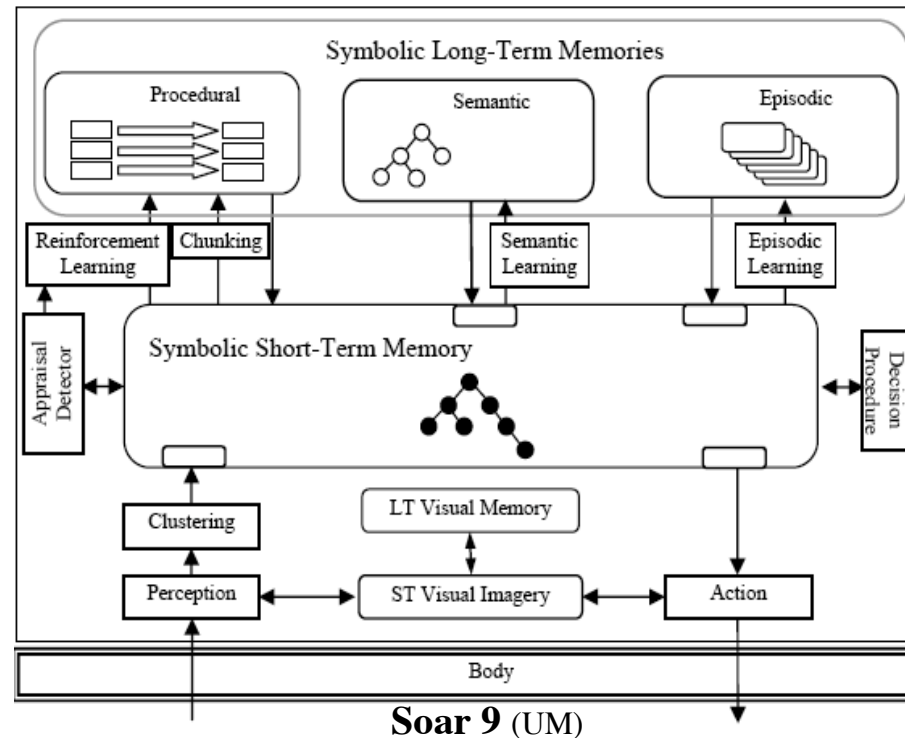 Symbolic Long-Term Memories
Procedural
Semantic
Episodic
Reinforcement
Learning
Chunking
Semantic
Learning
Episodic
Learning
Symbolic Short-Term Memory
Appraisal
Detector
Decision
Procedure
Clustering
LT Visual Memory
Perception
ST Visual Imagery
Action
Body
Soar 9 (UM)